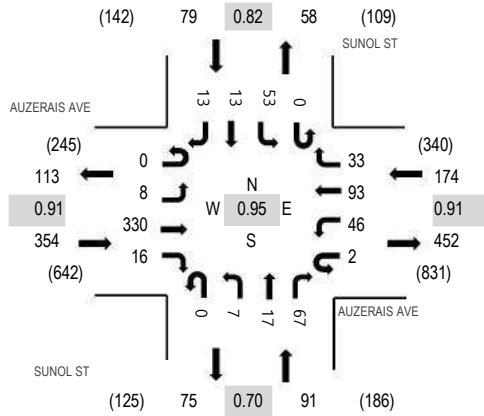 (142) 79 0.82 58 (109)
SUNOL ST
AUZERAIS AVE
13 13 53 0
(245) (340)
113 0 33 174
8 N 93
0.91 W 0.95 E 0.91
354 330 S 46 452
16 2
(642) (831)
0 7 17 67
AUZERAIS AVE
SUNOL ST
(125) 75 0.70 91 (186)